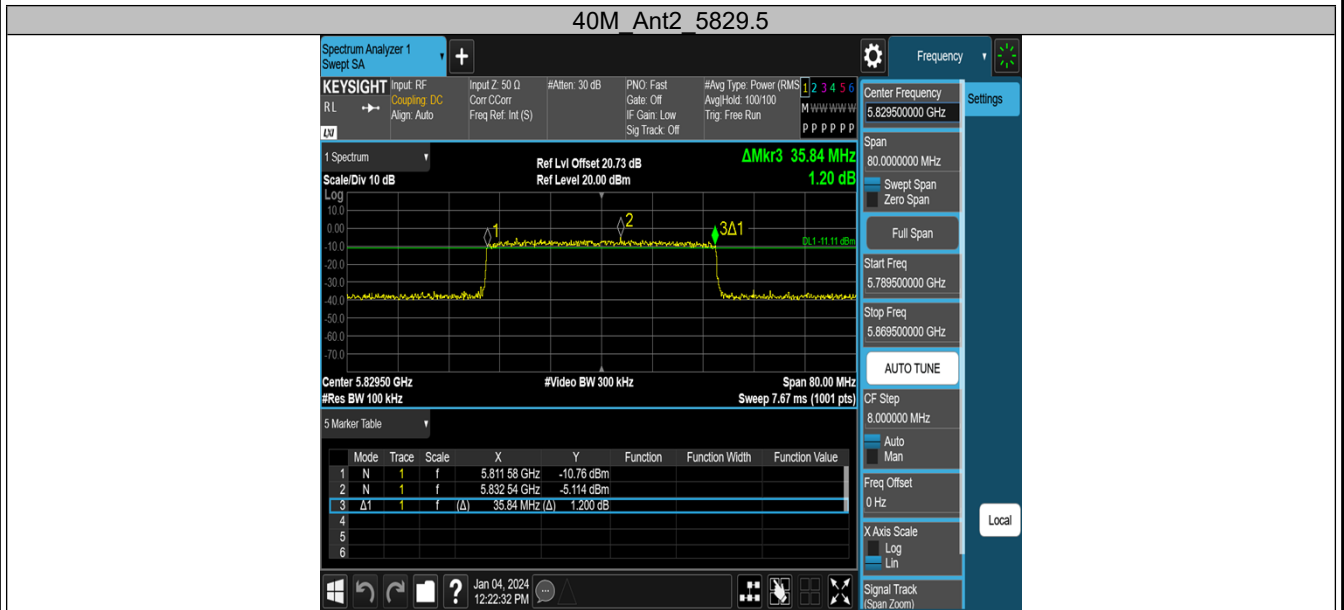 40M_Ant2_5829.5
Spectrum Analyzer 1
Swept SA
+
Frequency
KEYSIGHT
Input: RF
Coupling: DC
Align: Auto
RL
LXI
Input Z: 50 Ω
Corr CCorr
Freq Ref: Int (S)
#Atten: 30 dB
PNO: Fast
Gate: Off
IF Gain: Low
Sig Track: Off
#Avg Type: Power (RMS
Avg|Hold: 100/100
Trig: Free Run
1 2 3 4 5 6
M W W W W W
P P P P P P
Center Frequency
5.829500000 GHz
Settings
Span
80.0000000 MHz
Swept Span
Zero Span
Full Span
Start Freq
5.789500000 GHz
Stop Freq
5.869500000 GHz
AUTO TUNE
CF Step
8.000000 MHz
Auto
Man
Freq Offset
0 Hz
X Axis Scale
Log
Lin
Signal Track
(Span Zoom)
Local
1 Spectrum
Scale/Div 10 dB
Ref Lvl Offset 20.73 dB
Ref Level 20.00 dBm
ΔMkr3 35.84 MHz
1.20 dB
Log
10.0
0.00
-10.0
-20.0
-30.0
-40.0
-50.0
-60.0
-70.0
1
2
3Δ1
DL1 -11.11 dBm
Center 5.82950 GHz
#Video BW 300 kHz
Span 80.00 MHz
#Res BW 100 kHz
Sweep 7.67 ms (1001 pts)
5 Marker Table
Mode Trace Scale X Y Function Function Width Function Value
1 N 1 f 5.811 58 GHz -10.76 dBm
2 N 1 f 5.832 54 GHz -5.114 dBm
3 Δ1 1 f (Δ) 35.84 MHz (Δ) 1.200 dB
4
5
6
?
Jan 04, 2024
12:22:32 PM